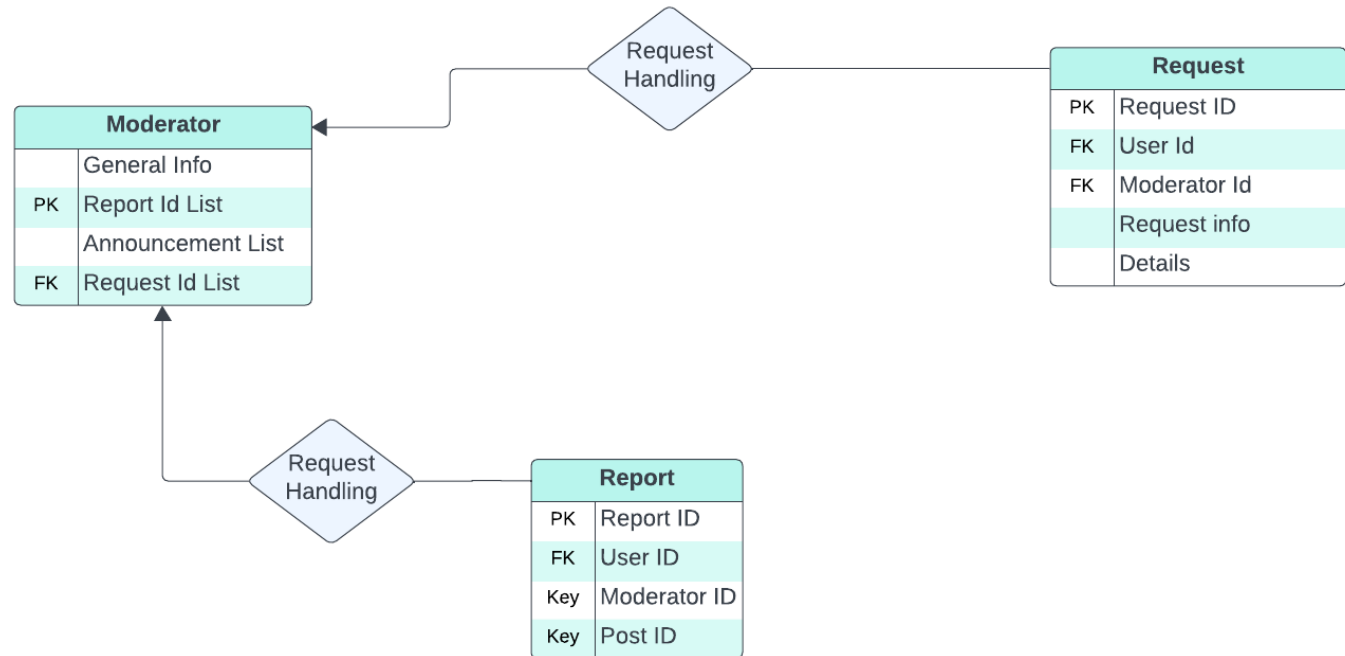 Request
Handling
Request
PK Request ID
FK User Id
FK Moderator Id
Request info
Details
Moderator
General Info
PK Report Id List
Announcement List
FK Request Id List
Request
Handling
Report
PK Report ID
FK User ID
Key Moderator ID
Key Post ID